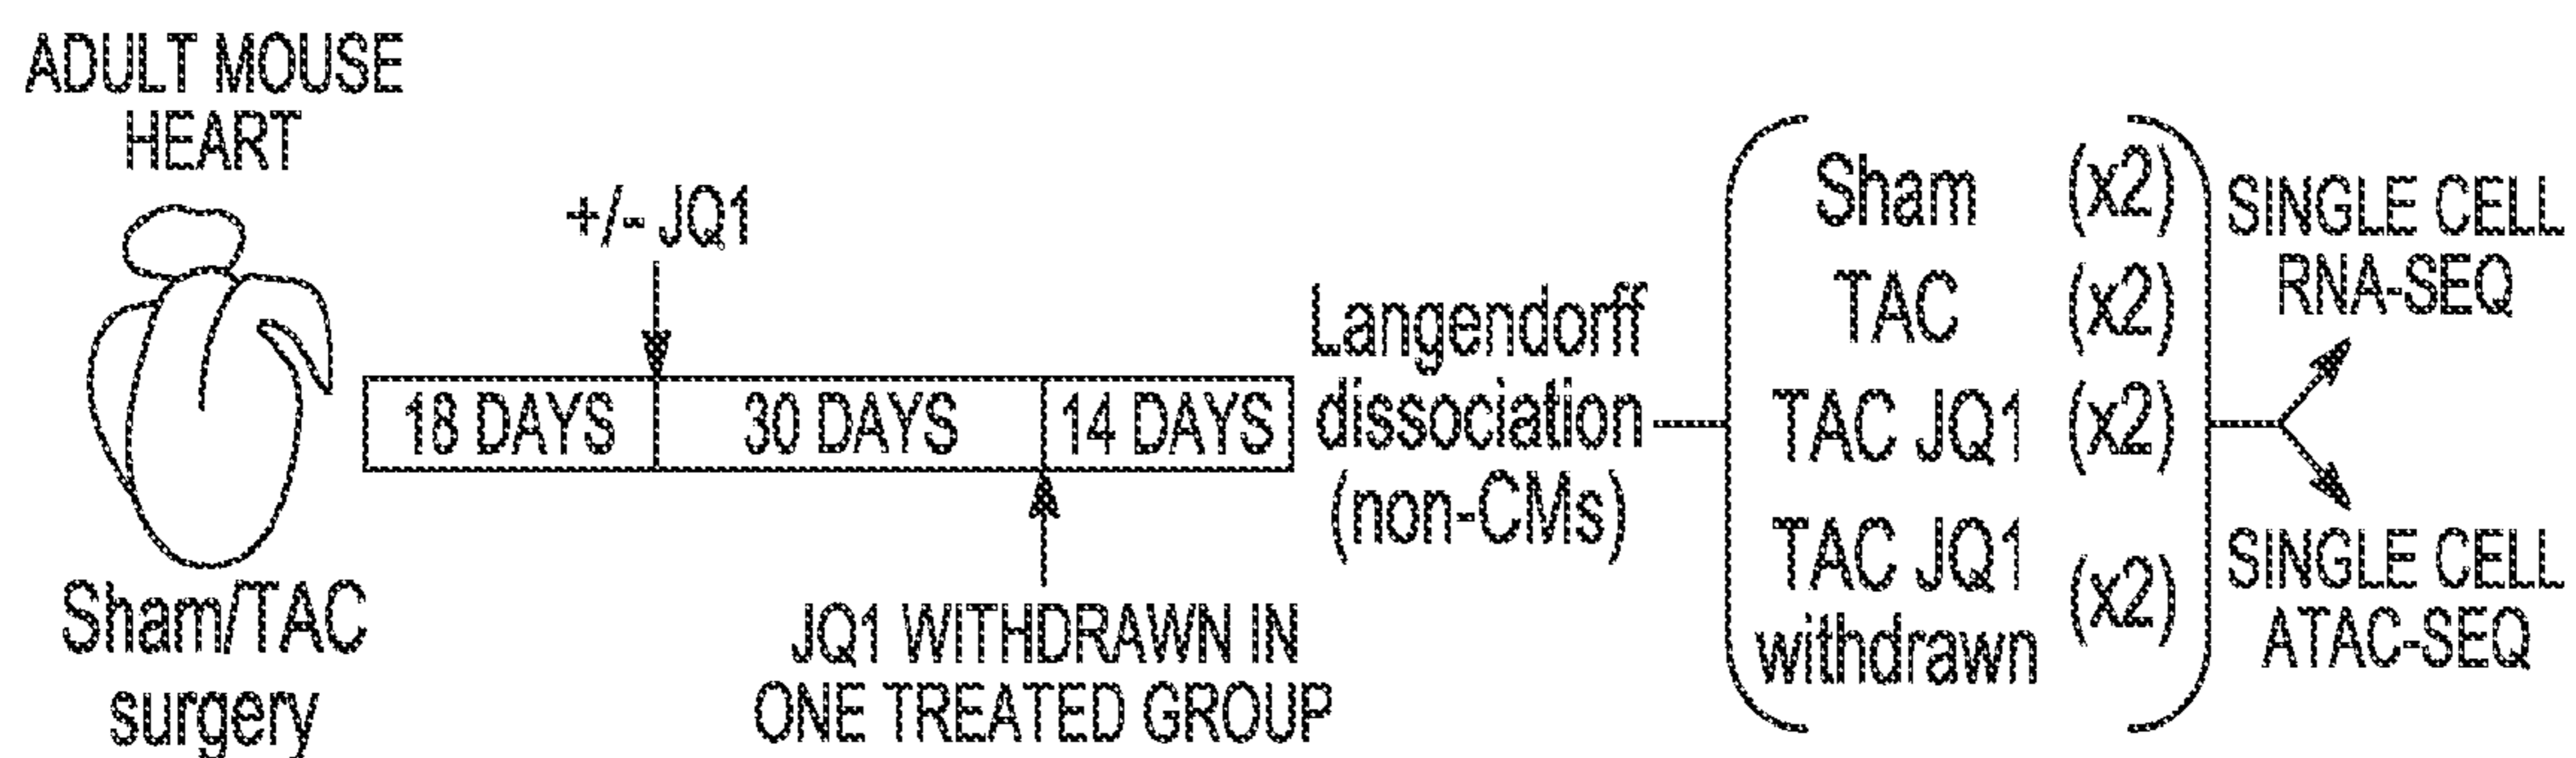 ADULT MOUSE
HEART
Sham/TAC
surgery
+/- JQ1
18 DAYS
30 DAYS
14 DAYS
JQ1 WITHDRAWN IN
ONE TREATED GROUP
Langendorff
dissociation
(non-CMs)
Sham (x2)
TAC (x2)
TAC JQ1 (x2)
TAC JQ1
withdrawn (x2)
SINGLE CELL
RNA-SEQ
SINGLE CELL
ATAC-SEQ